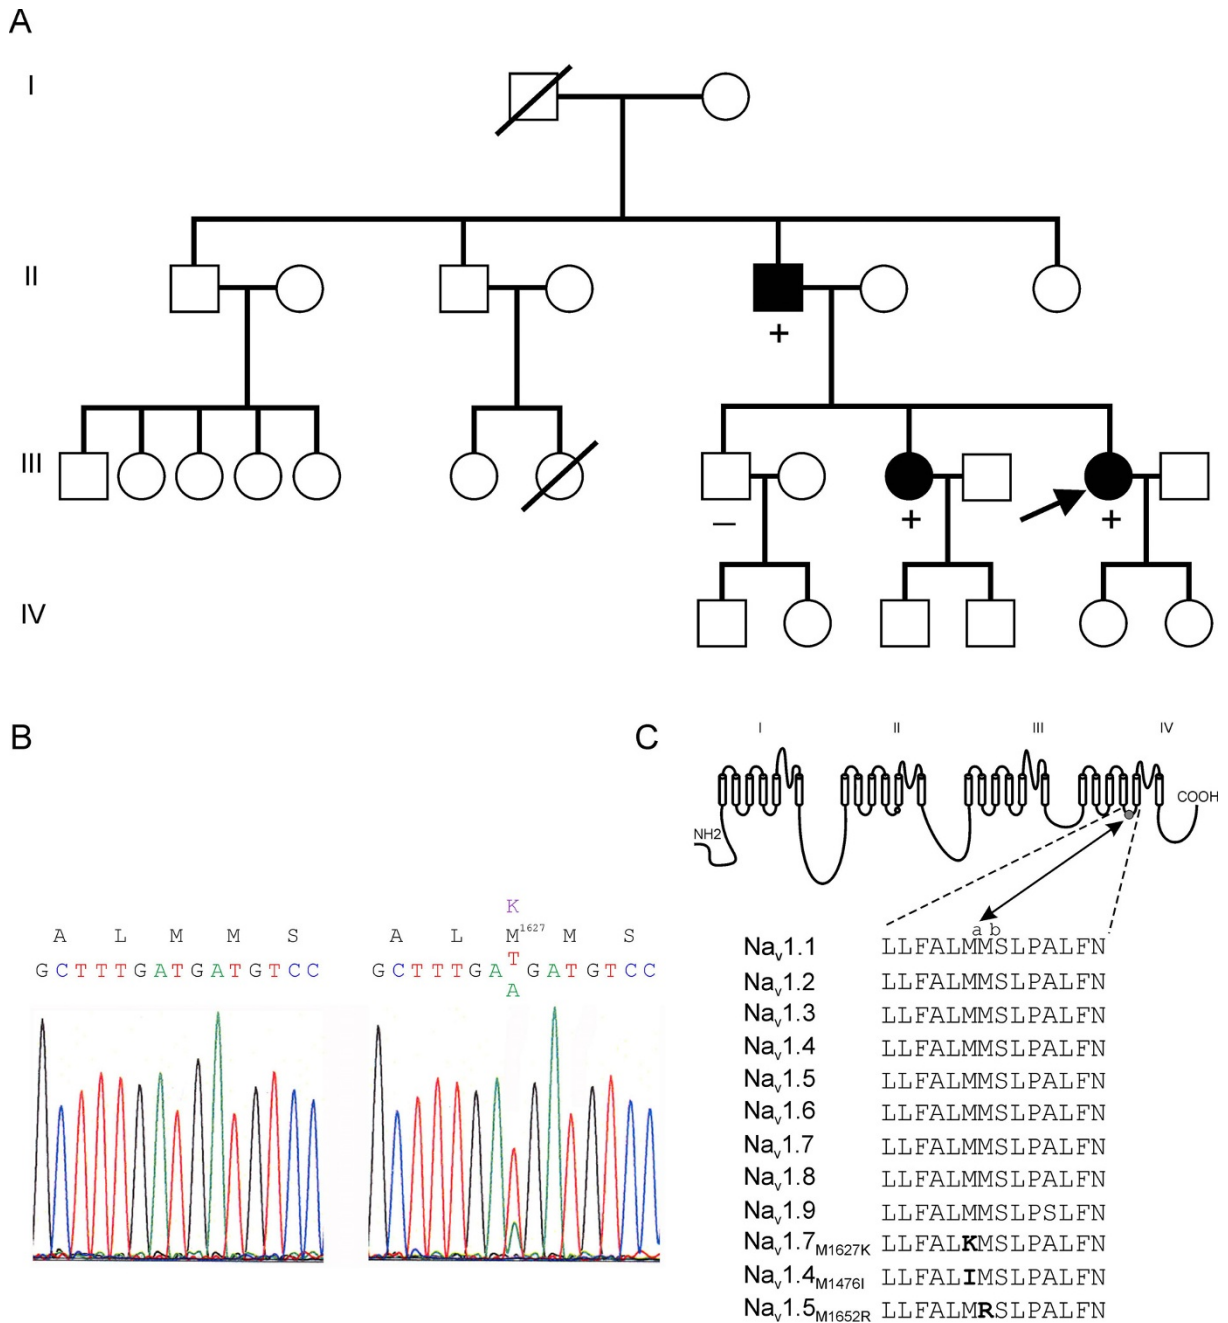 A
I
II
+
III
– + +
IV
B
C
I II III IV
NH2
COOH
K
A L M M S
A L M1627 M S
GCTTTGATGATGTCC
GCTTTGATGATGTCC
A
a b
Nav1.1 LLFALMMSLPALFN
Nav1.2 LLFALMMSLPALFN
Nav1.3 LLFALMMSLPALFN
Nav1.4 LLFALMMSLPALFN
Nav1.5 LLFALMMSLPALFN
Nav1.6 LLFALMMSLPALFN
Nav1.7 LLFALMMSLPALFN
Nav1.8 LLFALMMSLPALFN
Nav1.9 LLFALMMSLPSLFN
Nav1.7M1627K LLFALKMSLPALFN
Nav1.4M1476I LLFALIMSLPALFN
Nav1.5M1652R LLFALMRSLPALFN